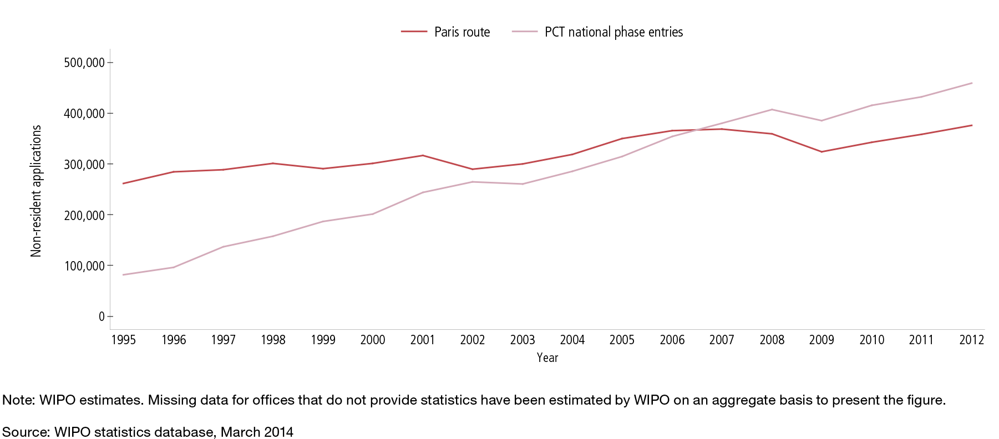 Paris route
PCT national phase entries
500,000
400,000
300,000
200,000
100,000
0
Non-resident applications
1995 1996 1997 1998 1999 2000 2001 2002 2003 2004 2005 2006 2007 2008 2009 2010 2011 2012
Year
Note: WIPO estimates. Missing data for offices that do not provide statistics have been estimated by WIPO on an aggregate basis to present the figure.
Source: WIPO statistics database, March 2014